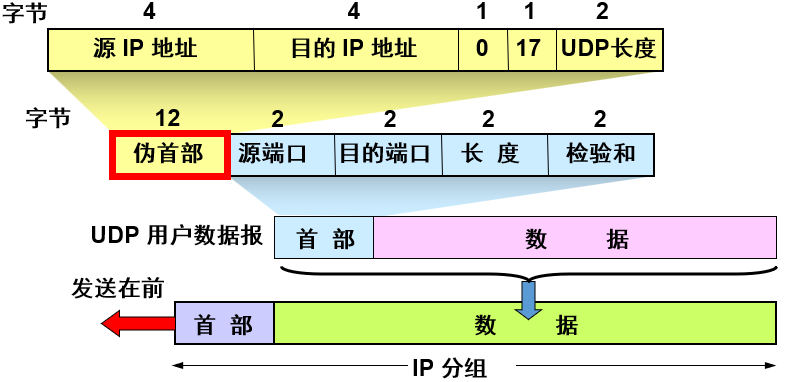 字节 4 4 1 1 2
源 IP 地址 目的 IP 地址 0 17 UDP长度
字节 12 2 2 2 2
伪首部 源端口 目的端口 长 度 检验和
UDP 用户数据报 首 部 数 据
发送在前
首 部 数 据
IP 分组